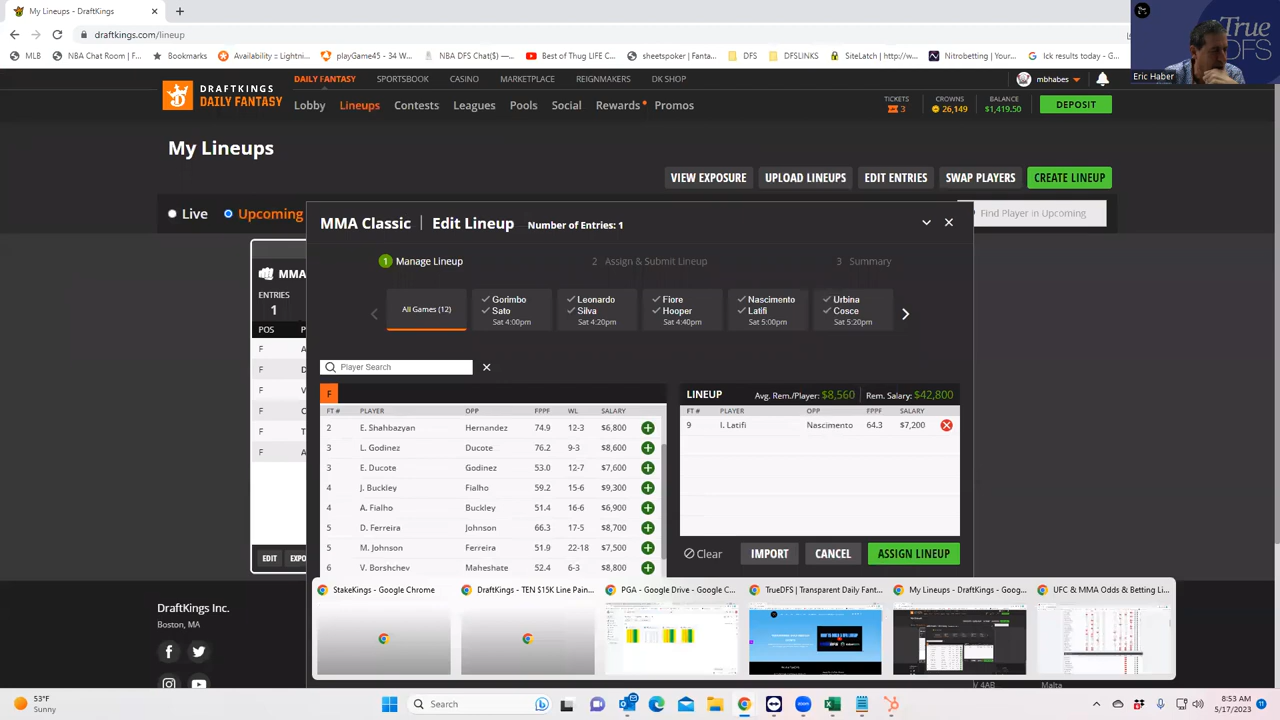 My Lineups - DraftKings
draftkings.com/lineup
MLB
NBA Chat Room | F...
Bookmarks
Availability :: Lightni...
playGame45 - 34 W...
NBA DFS Chat($) -...
Best of Thug LIFE C...
sheetspoker | Fanta...
DFS
DFSLINKS
SiteLatch | http://w...
Nitrobetting | Your...
Ick results today - G...
True
DFS
Eric Haber
DAILY FANTASY
SPORTSBOOK
CASINO
MARKETPLACE
REIGNMAKERS
DK SHOP
mbhabes
DRAFTKINGS
DAILY FANTASY
Lobby
Lineups
Contests
Leagues
Pools
Social
Rewards
Promos
TICKETS
3
CROWNS
26,149
BALANCE
$1,419.50
DEPOSIT
My Lineups
VIEW EXPOSURE
UPLOAD LINEUPS
EDIT ENTRIES
SWAP PLAYERS
CREATE LINEUP
Live
Upcoming
Find Player in Upcoming
MMA Classic | Edit Lineup Number of Entries: 1
1 Manage Lineup
2 Assign & Submit Lineup
3 Summary
All Games (12)
Gorimbo
Sato
Sat 4:00pm
Leonardo
Silva
Sat 4:20pm
Fiore
Hooper
Sat 4:40pm
Nascimento
Latifi
Sat 5:00pm
Urbina
Cosce
Sat 5:20pm
MMA
ENTRIES
1
POS
F A
F D
F V
F C
F T
F A
EDIT
EXPO
Player Search
F
FT # PLAYER OPP FPPF WL SALARY
2 E. Shahbazyan Hernandez 74.9 12-3 $6,800
3 L. Godinez Ducote 76.2 9-3 $8,600
3 E. Ducote Godinez 53.0 12-7 $7,600
4 J. Buckley Fialho 59.2 15-6 $9,300
4 A. Fialho Buckley 51.4 16-6 $6,900
5 D. Ferreira Johnson 66.3 17-5 $8,700
5 M. Johnson Ferreira 51.9 22-18 $7,500
6 V. Borshchev Maheshate 52.4 6-3 $8,800
LINEUP Avg. Rem./Player: $8,560 Rem. Salary: $42,800
FT # PLAYER OPP FPPF SALARY
9 I. Latifi Nascimento 64.3 $7,200
Clear
IMPORT
CANCEL
ASSIGN LINEUP
StakeKings - Google Chrome
DraftKings - TEN $15K Line Pain...
PGA - Google Drive - Google C...
TrueDFS | Transparent Daily Fant...
My Lineups - DraftKings - Goog...
UFC & MMA Odds & Betting Li...
DraftKings Inc.
Boston, MA
Malta
53°F
Sunny
Search
8:53 AM
5/17/2023